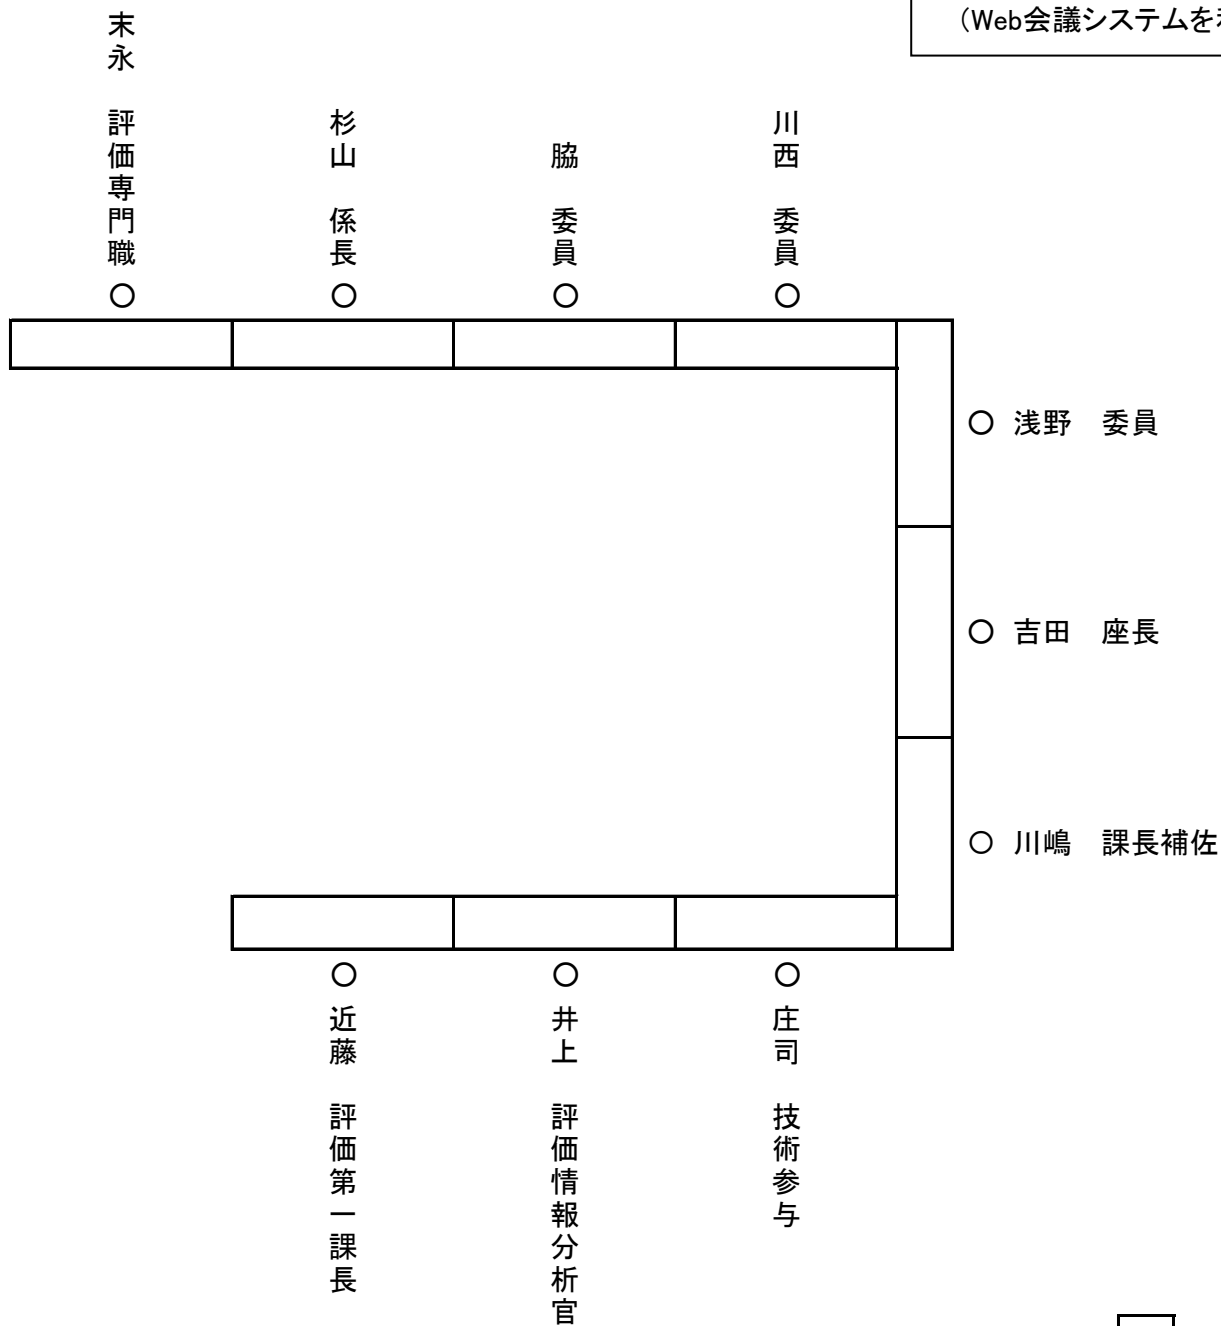 （Web会議システムを
末永　評価専門職
杉山　係長
脇　委員
川西　委員
○
○
○
○
○ 浅野　委員
○ 吉田　座長
○ 川嶋　課長補佐
○
○
○
近藤　評価第一課長
井上　評価情報分析官
庄司　技術参与